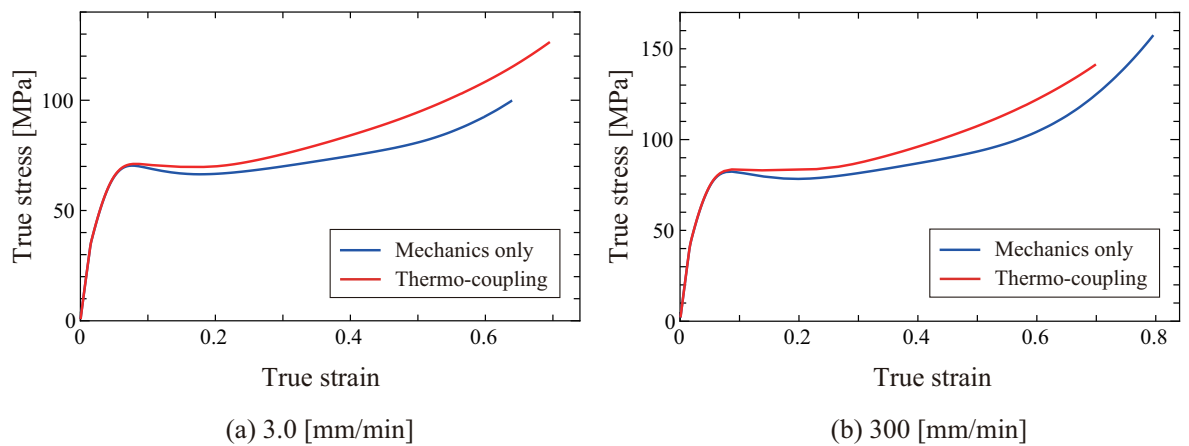 True stress [MPa]
100
50
0
0
0.2
0.4
0.6
True strain
Mechanics only
Thermo-coupling
(a) 3.0 [mm/min]
True stress [MPa]
150
100
50
0
0
0.2
0.4
0.6
0.8
True strain
Mechanics only
Thermo-coupling
(b) 300 [mm/min]